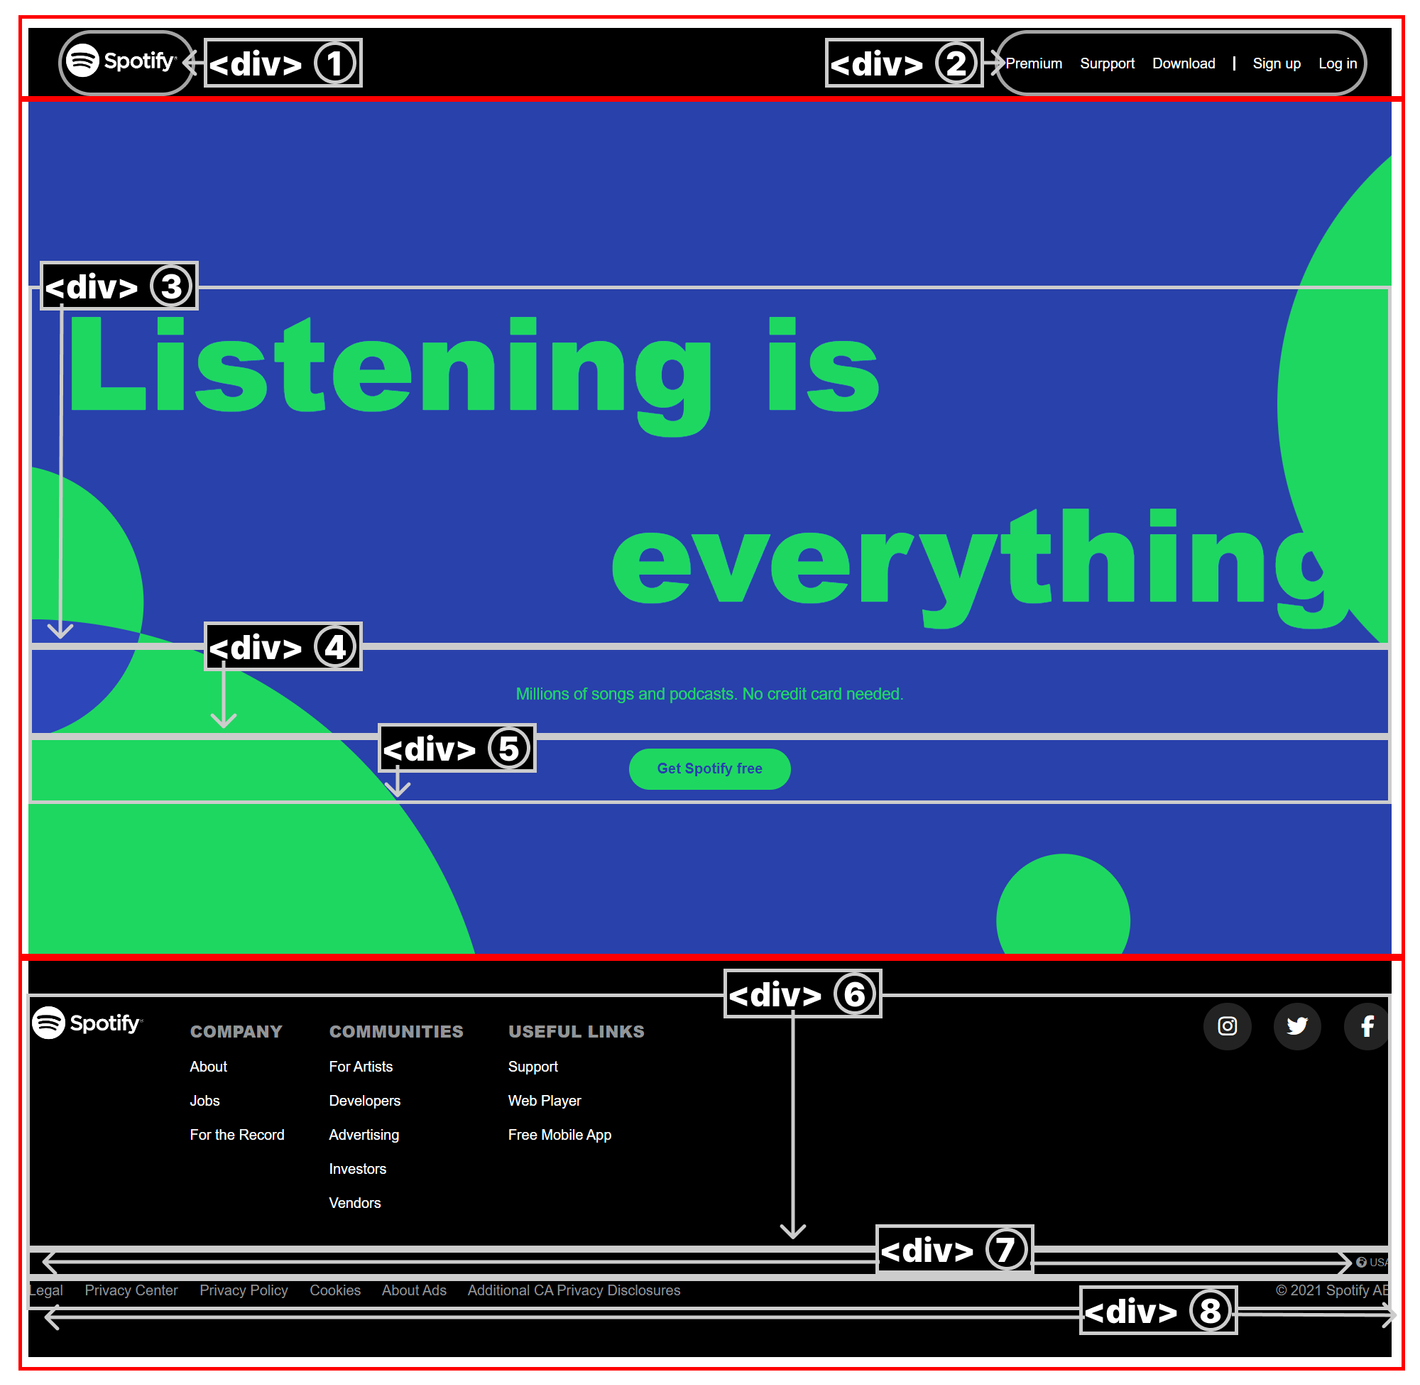 Spotify
<div> 1
<div> 2
Premium Surpport Download | Sign up Log in
<div> 3
Listening is
everything
<div> 4
Millions of songs and podcasts. No credit card needed.
<div> 5
Get Spotify free
<div> 6
Spotify
COMPANY
About
Jobs
For the Record
COMMUNITIES
For Artists
Developers
Advertising
Investors
Vendors
USEFUL LINKS
Support
Web Player
Free Mobile App
<div> 7
USA
Legal Privacy Center Privacy Policy Cookies About Ads Additional CA Privacy Disclosures
© 2021 Spotify AB
<div> 8